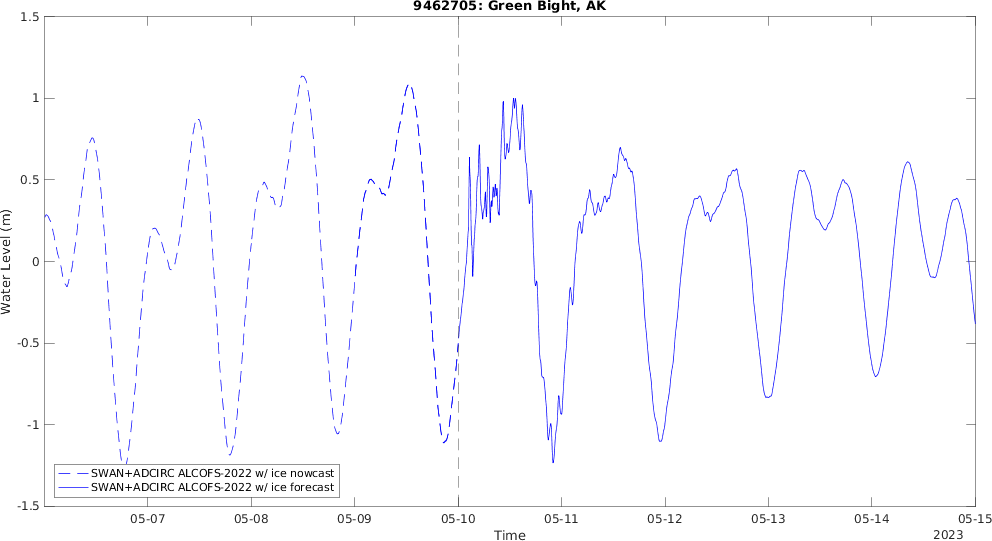 9462705: Green Bight, AK
1.5
1
0.5
0
-0.5
-1
-1.5
Water Level (m)
SWAN+ADCIRC ALCOFS-2022 w/ ice nowcast
SWAN+ADCIRC ALCOFS-2022 w/ ice forecast
05-07 05-08 05-09 05-10 05-11 05-12 05-13 05-14 05-15
Time
2023